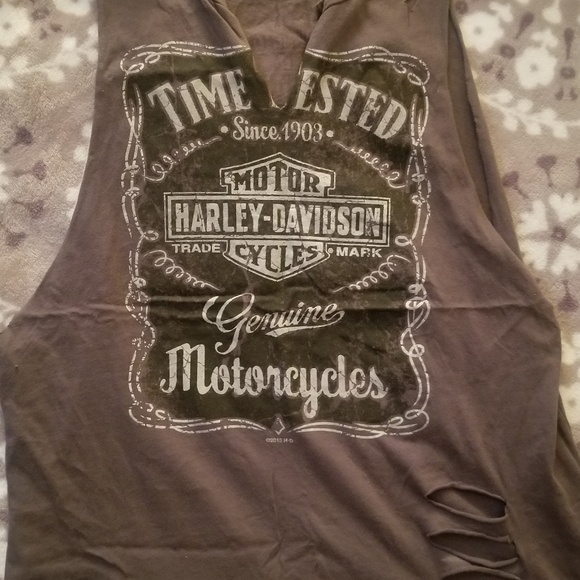 TIME ESTED
• Since 1903 •
MOTOR
HARLEY-DAVIDSON
TRADE CYCLES MARK
Genuine
Motorcycles